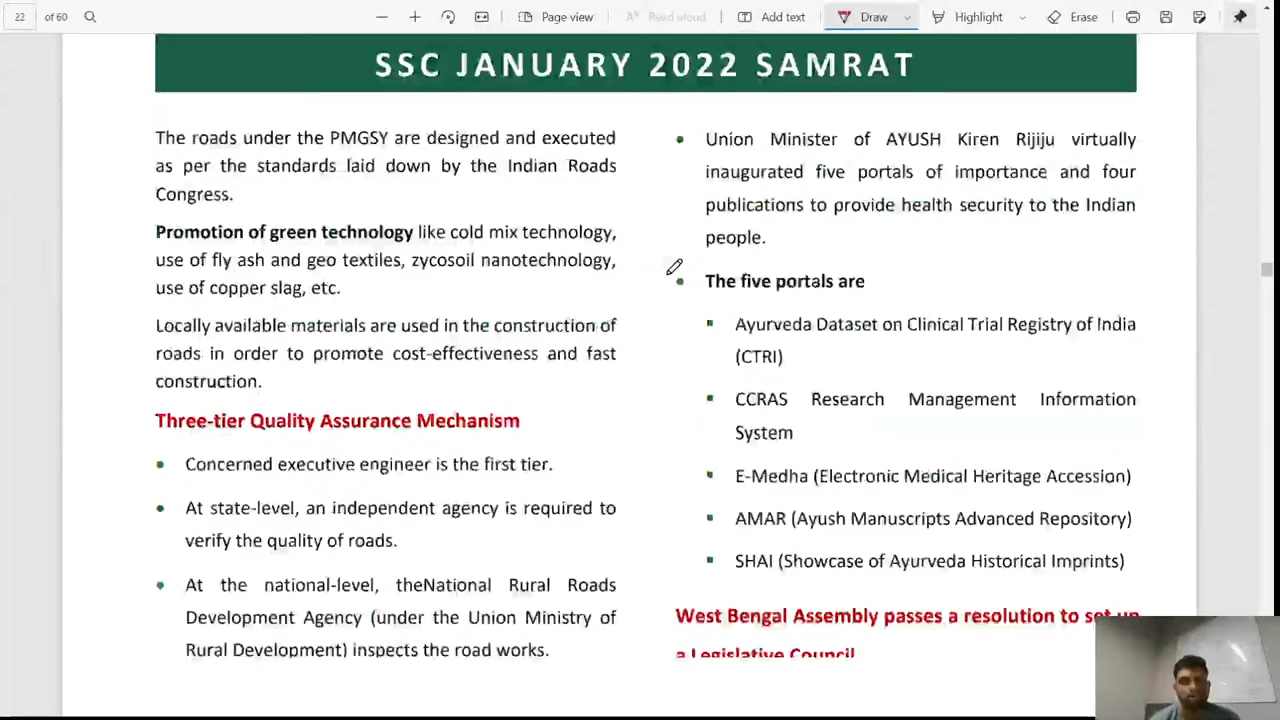 23 of 60 Page view Read aloud Add text Draw Highlight Erase
SSC JANUARY 2022 SAMRAT
The roads under the PMGSY are designed and executed
as per the standards laid down by the Indian Roads
Congress.
Promotion of green technology like cold mix technology,
use of fly ash and geo textiles, zycosoil nanotechnology,
use of copper slag, etc.
Locally available materials are used in the construction of
roads in order to promote cost-effectiveness and fast
construction.
Three-tier Quality Assurance Mechanism
• Concerned executive engineer is the first tier.
• At state-level, an independent agency is required to
verify the quality of roads.
• At the national-level, theNational Rural Roads
Development Agency (under the Union Ministry of
Rural Development) inspects the road works.
• Union Minister of AYUSH Kiren Rijiju virtually
inaugurated five portals of importance and four
publications to provide health security to the Indian
people.
• The five portals are
▪ Ayurveda Dataset on Clinical Trial Registry of India
(CTRI)
▪ CCRAS Research Management Information
System
▪ E-Medha (Electronic Medical Heritage Accession)
▪ AMAR (Ayush Manuscripts Advanced Repository)
▪ SHAI (Showcase of Ayurveda Historical Imprints)
West Bengal Assembly passes a resolution to set up
a Legislative Council